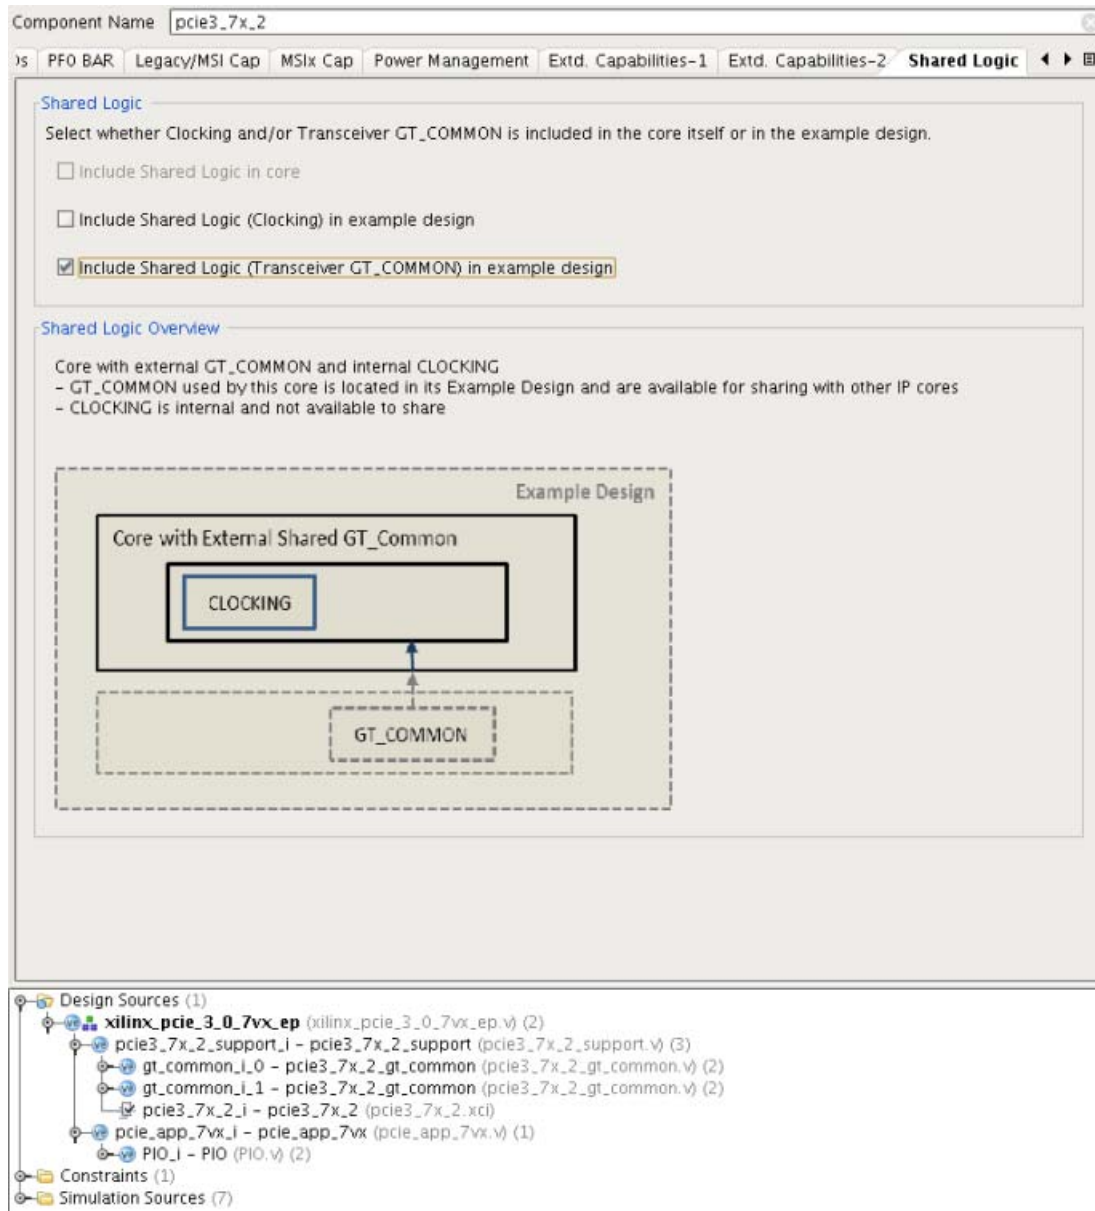 Component Name pcie3_7x_2
s PF0 BAR Legacy/MSI Cap MSIx Cap Power Management Extd. Capabilities-1 Extd. Capabilities-2 Shared Logic
Shared Logic
Select whether Clocking and/or Transceiver GT_COMMON is included in the core itself or in the example design.
Include Shared Logic in core
Include Shared Logic (Clocking) in example design
Include Shared Logic (Transceiver GT_COMMON) in example design
Shared Logic Overview
Core with external GT_COMMON and internal CLOCKING
- GT_COMMON used by this core is located in its Example Design and are available for sharing with other IP cores
- CLOCKING is internal and not available to share
Example Design
Core with External Shared GT_Common
CLOCKING
GT_COMMON
Design Sources (1)
xilinx_pcie_3_0_7vx_ep (xilinx_pcie_3_0_7vx_ep.v) (2)
pcie3_7x_2_support_i - pcie3_7x_2_support (pcie3_7x_2_support.v) (3)
gt_common_i_0 - pcie3_7x_2_gt_common (pcie3_7x_2_gt_common.v) (2)
gt_common_i_1 - pcie3_7x_2_gt_common (pcie3_7x_2_gt_common.v) (2)
pcie3_7x_2_i - pcie3_7x_2 (pcie3_7x_2.xci)
pcie_app_7vx_i - pcie_app_7vx (pcie_app_7vx.v) (1)
PIO_i - PIO (PIO.v) (2)
Constraints (1)
Simulation Sources (7)